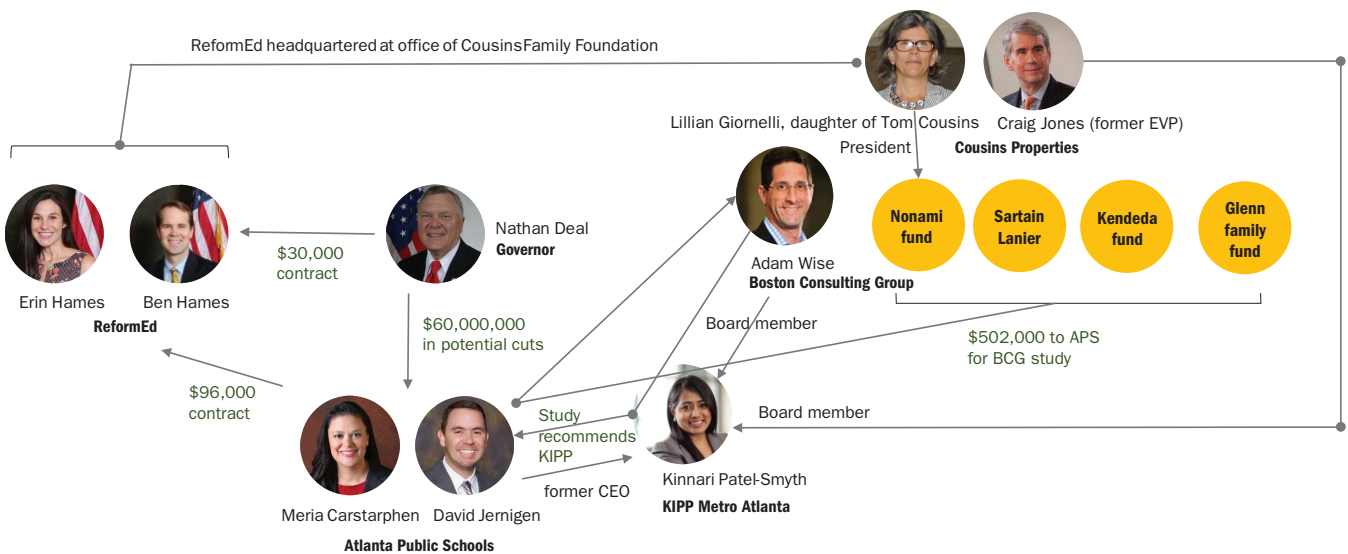 ReformEd headquartered at office of CousinsFamily Foundation
Lillian Giornelli, daughter of Tom Cousins
Craig Jones (former EVP)
President
Cousins Properties
Nonami
fund
Sartain
Lanier
Kendeda
fund
Glenn
family
fund
Nathan Deal
Governor
$30,000
contract
Adam Wise
Boston Consulting Group
Erin Hames
Ben Hames
ReformEd
$60,000,000
in potential cuts
Board member
$502,000 to APS
for BCG study
$96,000
contract
Study
recommends
KIPP
Board member
former CEO
Kinnari Patel-Smyth
KIPP Metro Atlanta
Meria Carstarphen
David Jernigen
Atlanta Public Schools